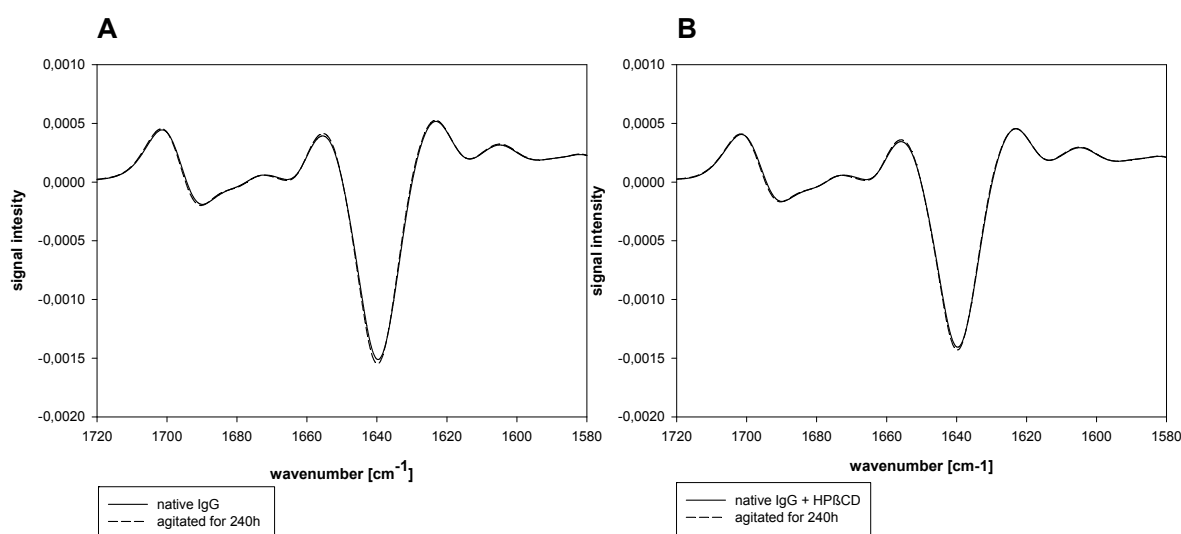 A
0,0010
0,0005
0,0000
-0,0005
-0,0010
-0,0015
-0,0020
signal intesity
1720 1700 1680 1660 1640 1620 1600 1580
wavenumber [cm-1]
native IgG
agitated for 240h
B
0,0010
0,0005
0,0000
-0,0005
-0,0010
-0,0015
-0,0020
signal intensity
1720 1700 1680 1660 1640 1620 1600 1580
wavenumber [cm-1]
native IgG + HPßCD
agitated for 240h